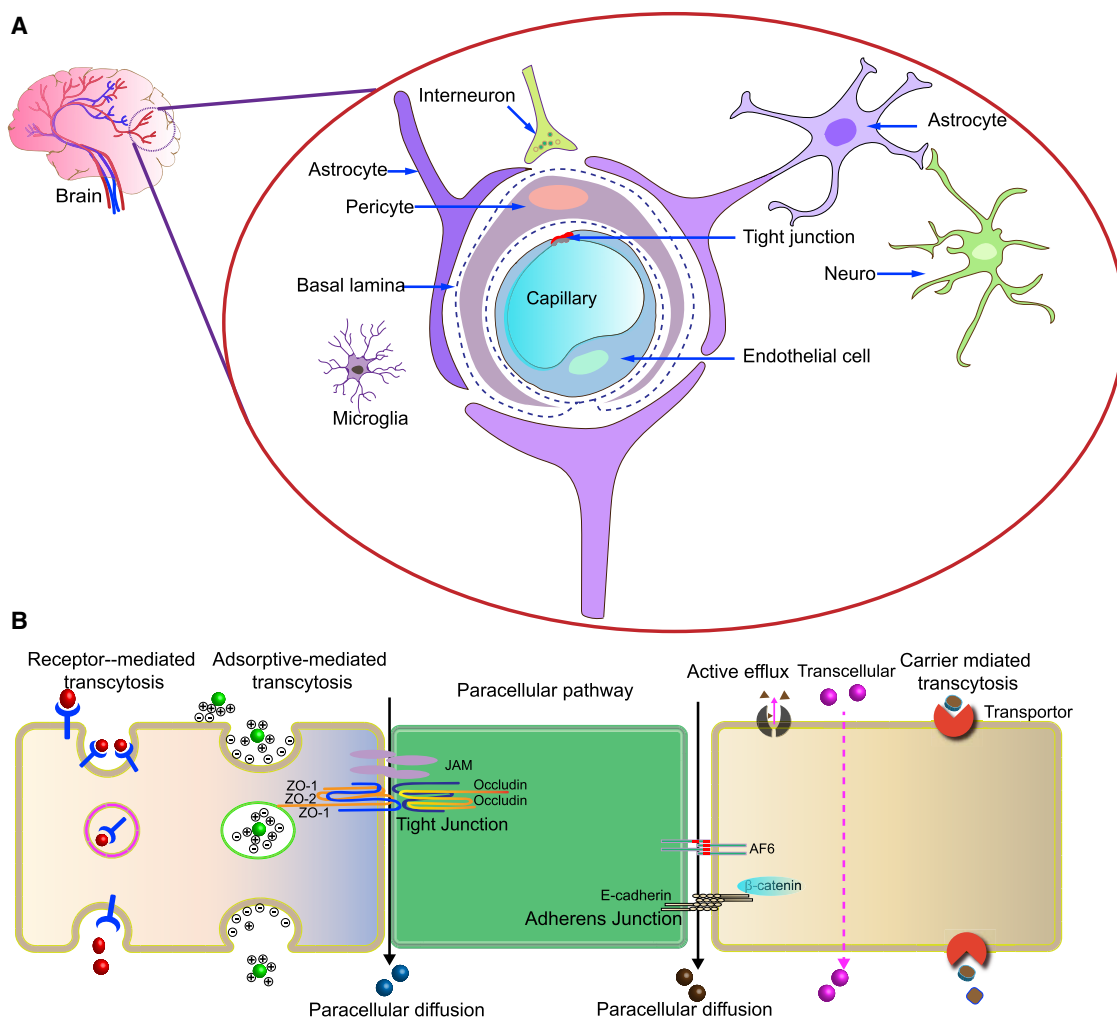 A
Brain
Interneuron
Astrocyte
Astrocyte
Pericyte
Tight junction
Neuro
Basal lamina
Capillary
Endothelial cell
Microglia
B
Receptor--mediated
transcytosis
Adsorptive-mediated
transcytosis
Paracellular pathway
Active efflux
Transcellular
Carrier mdiated
transcytosis
Transportor
JAM
ZO-1
ZO-2
ZO-1
Occludin
Occludin
Tight Junction
AF6
β-catenin
E-cadherin
Adherens Junction
Paracellular diffusion
Paracellular diffusion